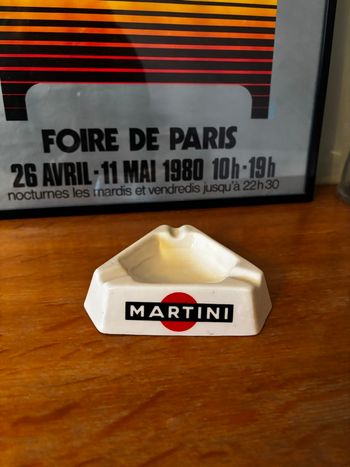 FOIRE DE PARIS
26 AVRIL-11 MAI 1980 10h-19h
nocturnes les mardis et vendredis jusqu'à 22h30
MARTINI